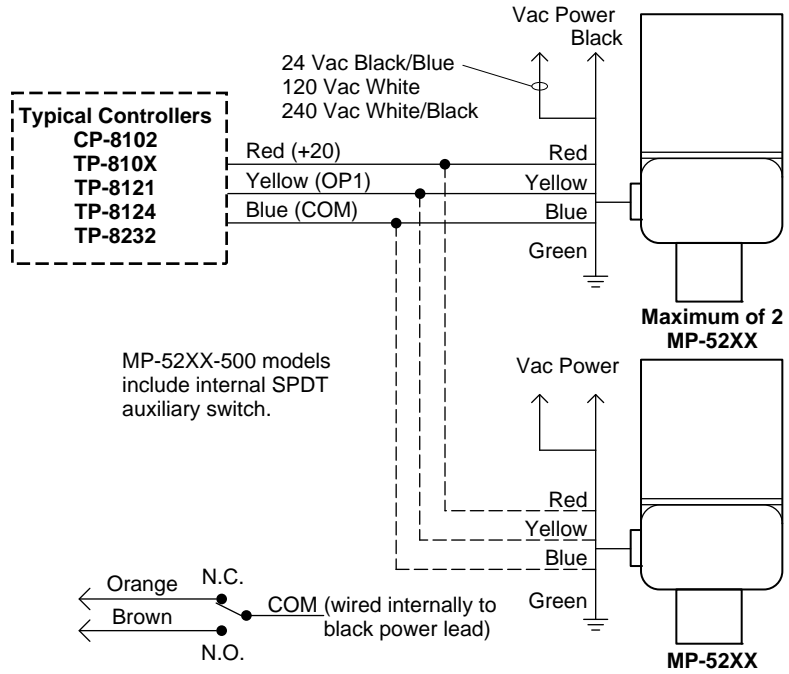 Vac Power
Black
24 Vac Black/Blue
120 Vac White
240 Vac White/Black
Typical Controllers
CP-8102
TP-810X
TP-8121
TP-8124
TP-8232
Red (+20)
Yellow (OP1)
Blue (COM)
Red
Yellow
Blue
Green
Maximum of 2
MP-52XX
MP-52XX-500 models
include internal SPDT
auxiliary switch.
Vac Power
Red
Yellow
Blue
Green
MP-52XX
Orange
N.C.
Brown
N.O.
COM (wired internally to
black power lead)